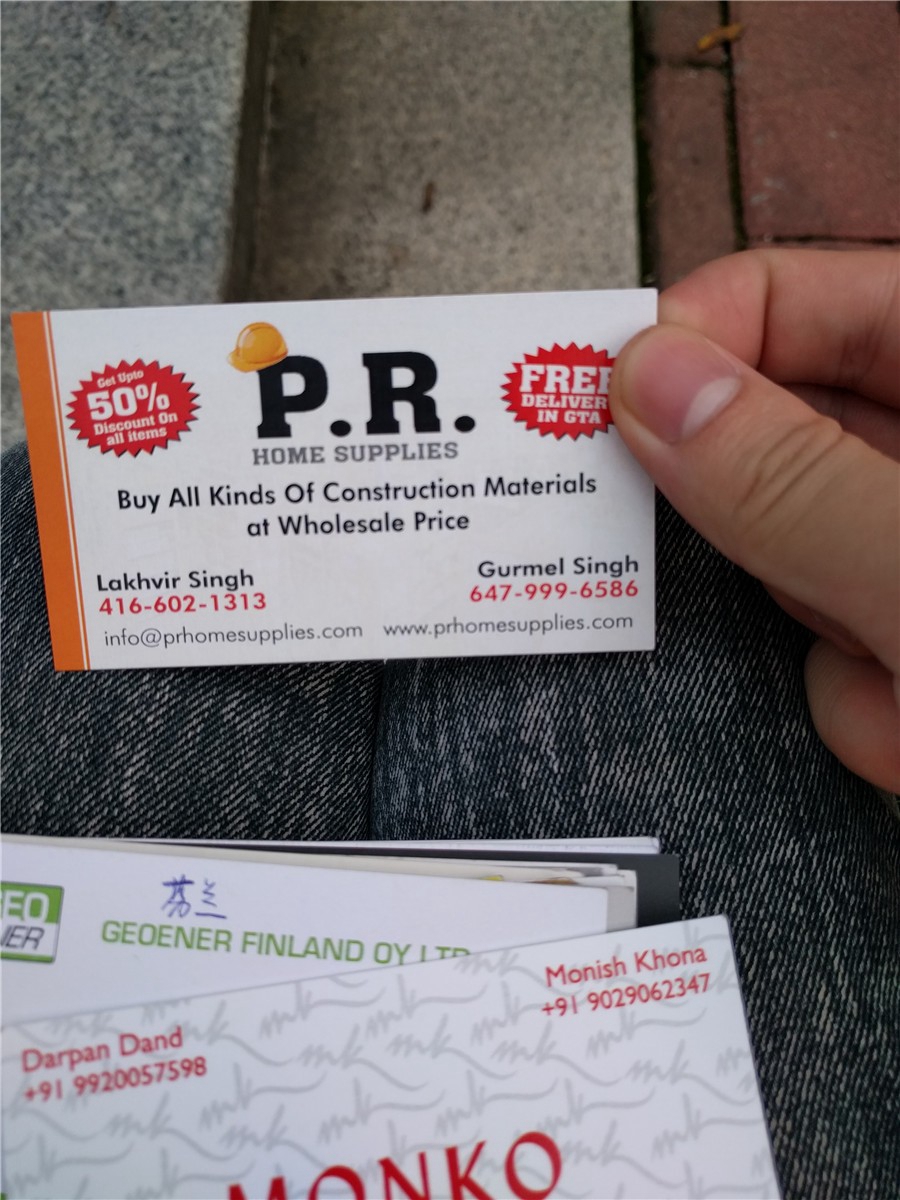 Get Upto
50%
Discount On
all items
P.R.
HOME SUPPLIES
FREE
DELIVER
IN GTA
Buy All Kinds Of Construction Materials
at Wholesale Price
Lakhvir Singh
416-602-1313
Gurmel Singh
647-999-6586
info@prhomesupplies.com www.prhomesupplies.com
芬兰
GEOENER FINLAND OY LTD
Monish Khona
+91 9029062347
Darpan Dand
+91 9920057598
mk
MONKO